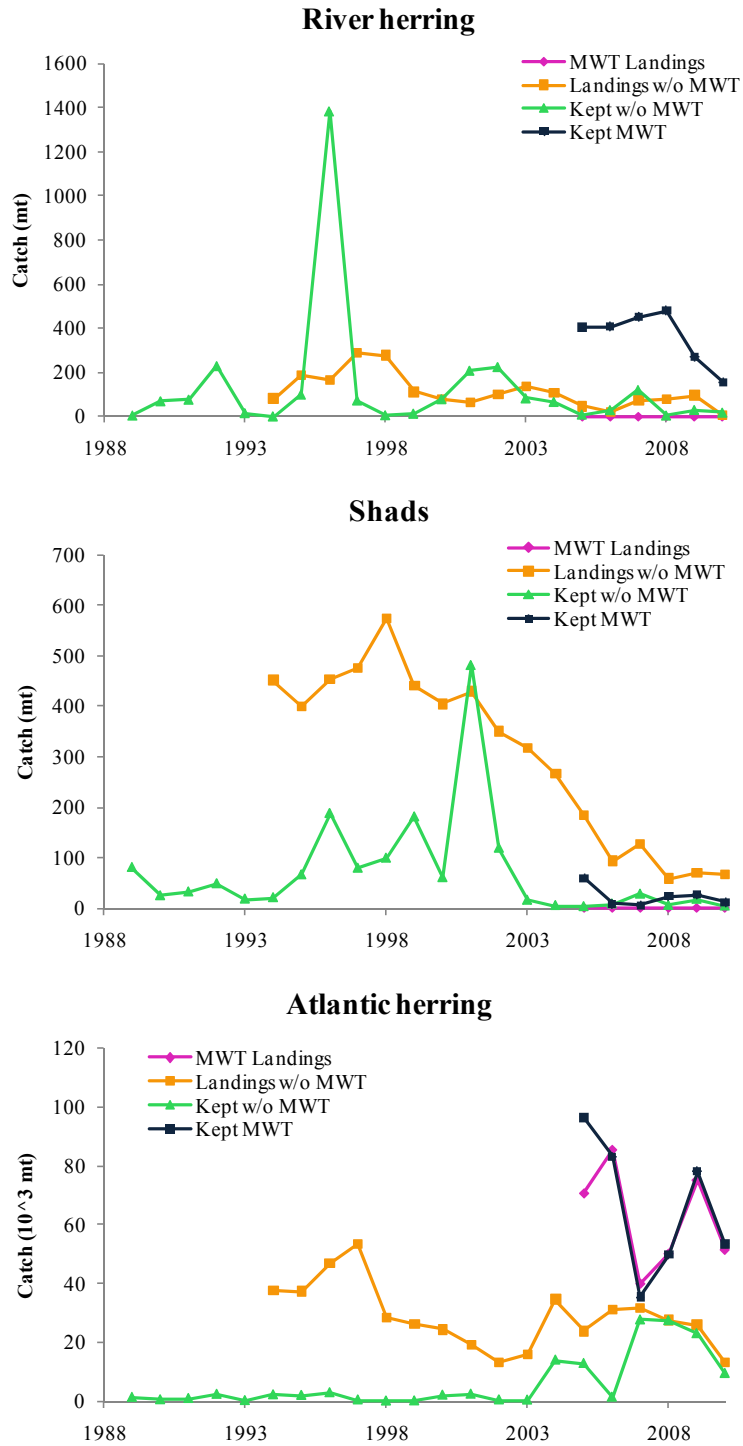 River herring
1600
1400
1200
1000
800
600
400
200
0
Catch (mt)
MWT Landings
Landings w/o MWT
Kept w/o MWT
Kept MWT
1988 1993 1998 2003 2008
Shads
700
600
500
400
300
200
100
0
Catch (mt)
MWT Landings
Landings w/o MWT
Kept w/o MWT
Kept MWT
1988 1993 1998 2003 2008
Atlantic herring
120
100
80
60
40
20
0
Catch (10^3 mt)
MWT Landings
Landings w/o MWT
Kept w/o MWT
Kept MWT
1988 1993 1998 2003 2008